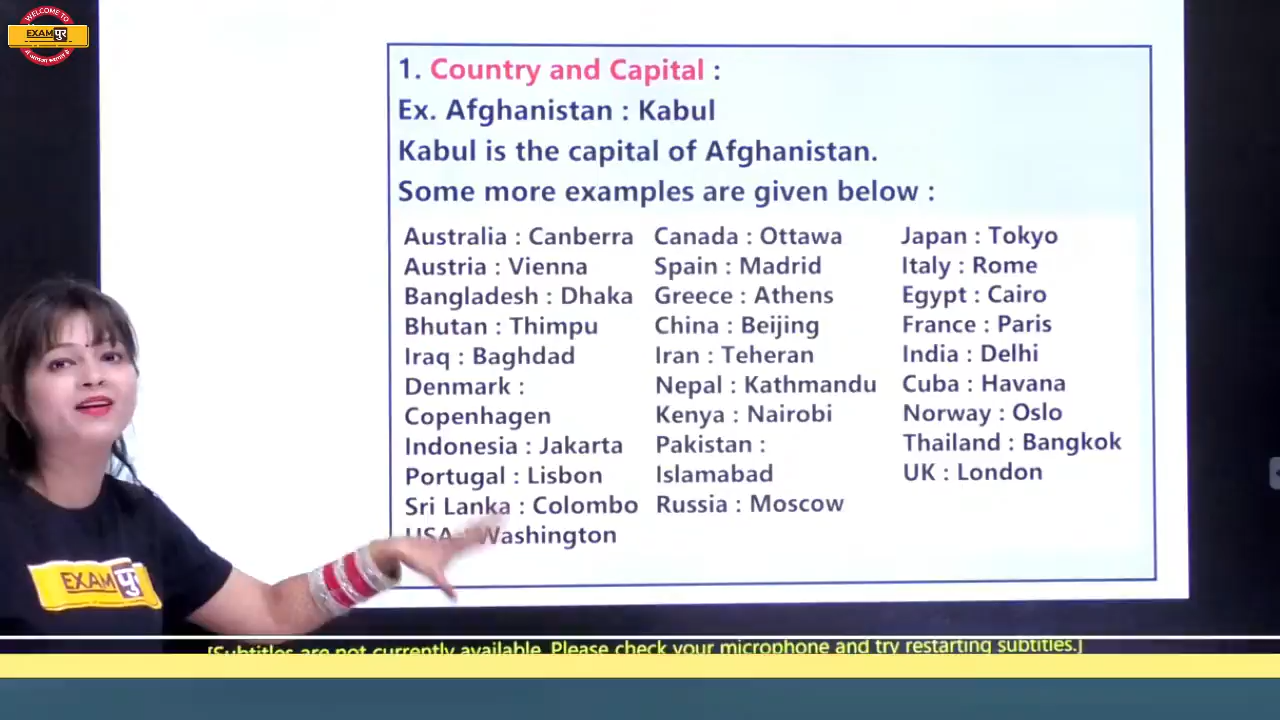 WELCOME TO
EXAMपुर
1. Country and Capital :
Ex. Afghanistan : Kabul
Kabul is the capital of Afghanistan.
Some more examples are given below :
Australia : Canberra
Austria : Vienna
Bangladesh : Dhaka
Bhutan : Thimpu
Iraq : Baghdad
Denmark :
Copenhagen
Indonesia : Jakarta
Portugal : Lisbon
Sri Lanka : Colombo
USA : Washington
Canada : Ottawa
Spain : Madrid
Greece : Athens
China : Beijing
Iran : Teheran
Nepal : Kathmandu
Kenya : Nairobi
Pakistan :
Islamabad
Russia : Moscow
Japan : Tokyo
Italy : Rome
Egypt : Cairo
France : Paris
India : Delhi
Cuba : Havana
Norway : Oslo
Thailand : Bangkok
UK : London
EXAMपुर
[Subtitles are not currently available. Please check your microphone and try restarting subtitles.]